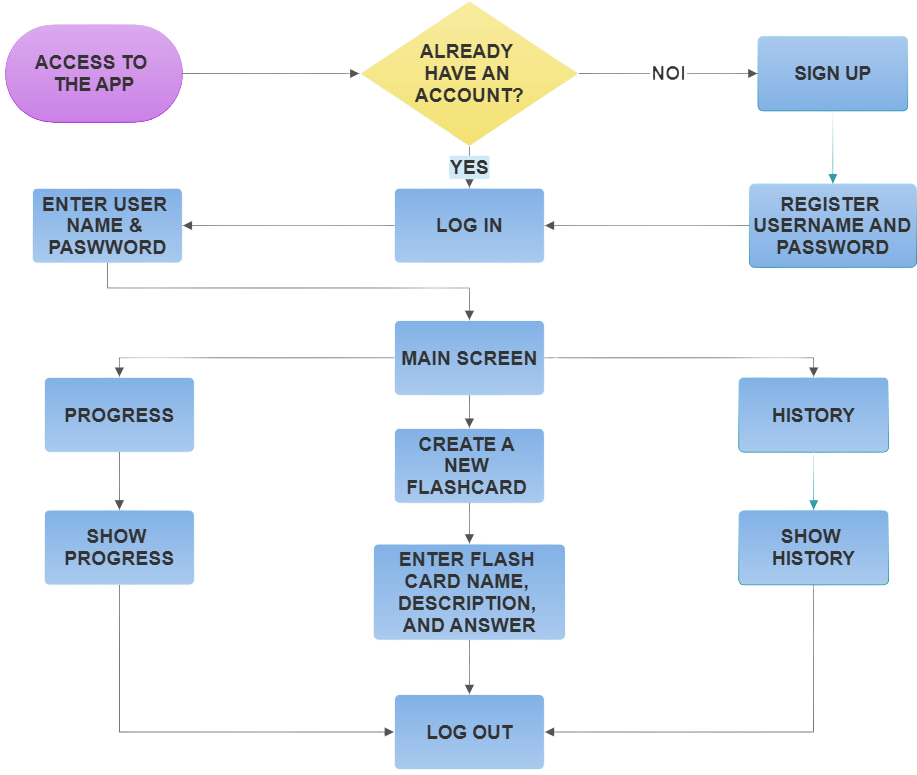 ACCESS TO
THE APP
ALREADY
HAVE AN
ACCOUNT?
NOI
SIGN UP
YES
ENTER USER
NAME &
PASWWORD
LOG IN
REGISTER
USERNAME AND
PASSWORD
MAIN SCREEN
PROGRESS
CREATE A
NEW
FLASHCARD
HISTORY
SHOW
PROGRESS
ENTER FLASH
CARD NAME,
DESCRIPTION,
AND ANSWER
SHOW
HISTORY
LOG OUT